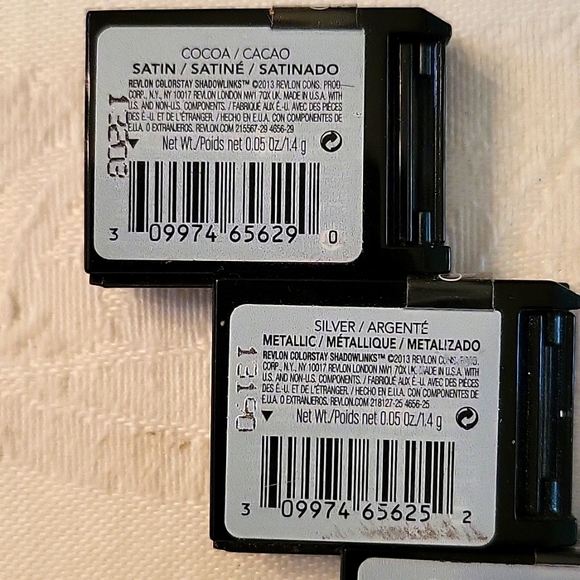 COCOA / CACAO
SATIN / SATINÉ / SATINADO
REVLON COLORSTAY SHADOWLINKS™ ©2013 REVLON CONS. PROD.
CORP., N.Y., NY 10017 REVLON LONDON NW1 7QX UK. MADE IN U.S.A. WITH
U.S. AND NON-U.S. COMPONENTS. / FABRIQUÉ AUX É.-U. AVEC DES PIÈCES
DES É.-U. ET DE L'ÉTRANGER. / HECHO EN E.U.A. CON COMPONENTES DE
E.U.A. O EXTRANJEROS. REVLON.COM 215567-29 4656-29
Net Wt./Poids net 0.05 Oz/1.4 g
3 09974 65629 0
SILVER / ARGENTÉ
METALLIC / MÉTALLIQUE / METALIZADO
REVLON COLORSTAY SHADOWLINKS™ ©2013 REVLON CONS. PROD.
CORP., N.Y., NY 10017 REVLON LONDON NW1 7QX UK. MADE IN U.S.A. WITH
U.S. AND NON-U.S. COMPONENTS. / FABRIQUÉ AUX É.-U. AVEC DES PIÈCES
DES É.-U. ET DE L'ÉTRANGER. / HECHO EN E.U.A. CON COMPONENTES DE
E.U.A. O EXTRANJEROS. REVLON.COM 218127-25 4656-25
Net Wt./Poids net 0.05 Oz/1.4 g
3 09974 65625 2